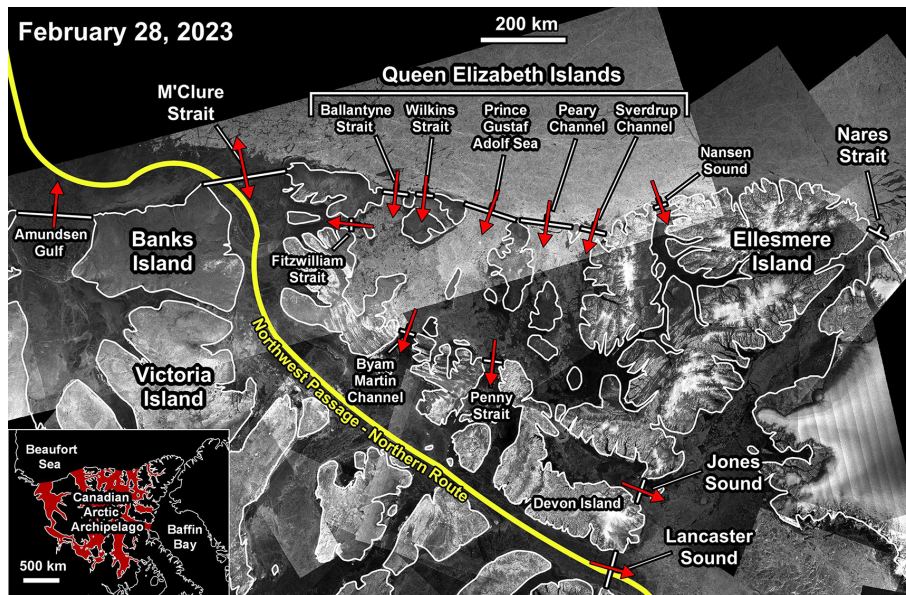 February 28, 2023
200 km
Queen Elizabeth Islands
M'Clure
Strait
Ballantyne
Strait
Wilkins
Strait
Prince
Gustaf
Adolf Sea
Peary
Channel
Sverdrup
Channel
Nansen
Sound
Nares
Strait
Amundsen
Gulf
Banks
Island
Fitzwilliam
Strait
Ellesmere
Island
Victoria
Island
Northwest Passage - Northern Route
Byam
Martin
Channel
Penny
Strait
Devon Island
Jones
Sound
Lancaster
Sound
Beaufort
Sea
Canadian
Arctic
Archipelago
Baffin
Bay
500 km